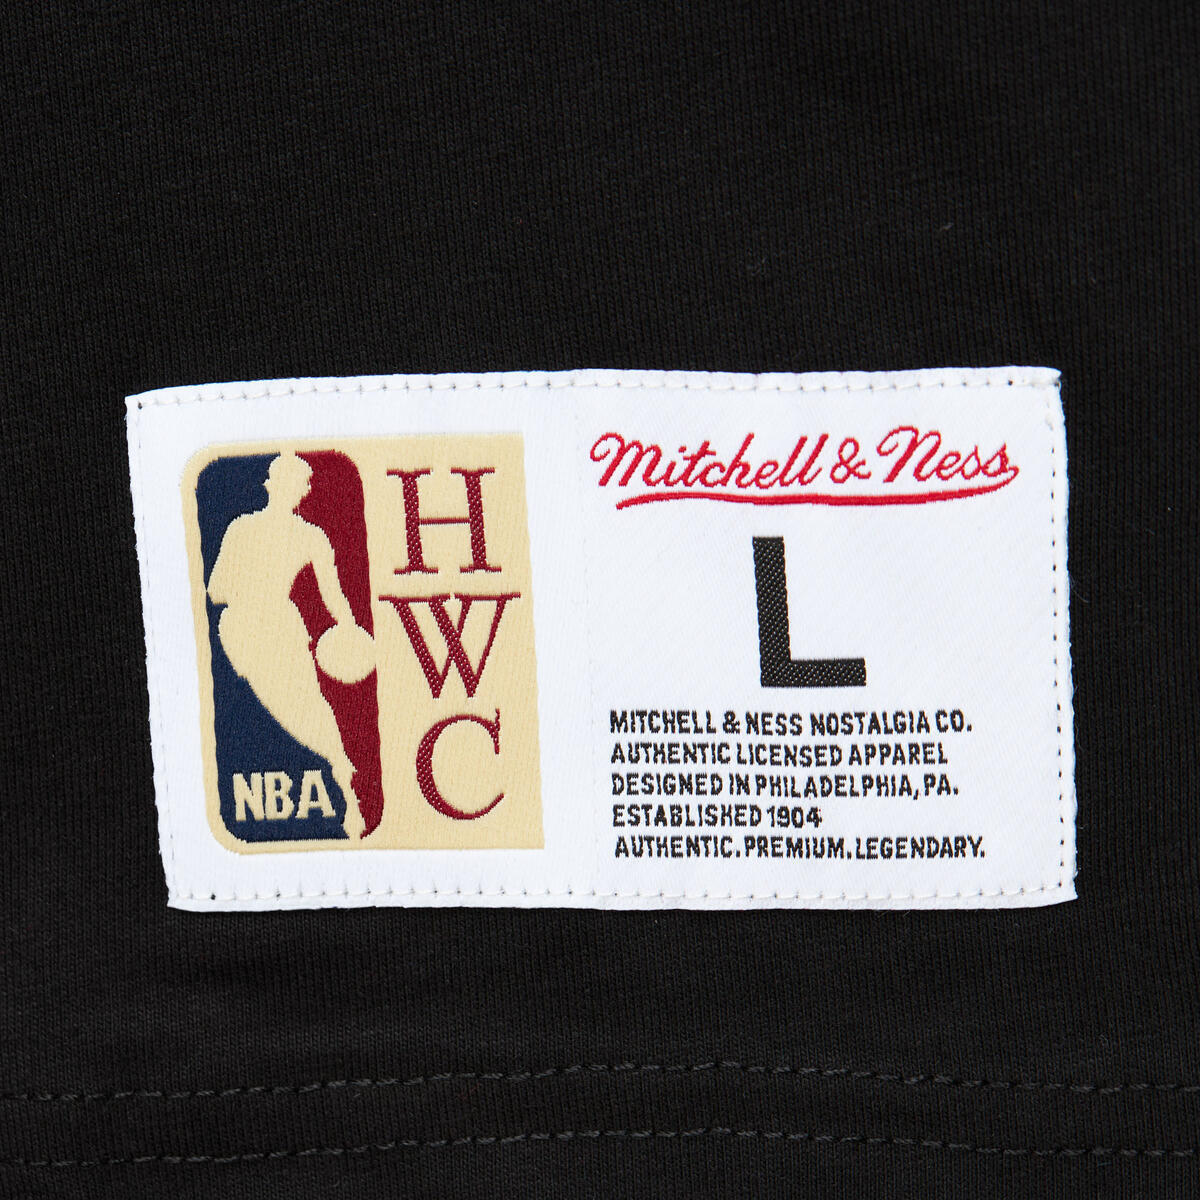 NBA
H
W
C
Mitchell & Ness
L
MITCHELL & NESS NOSTALGIA CO.
AUTHENTIC LICENSED APPAREL
DESIGNED IN PHILADELPHIA, PA.
ESTABLISHED 1904
AUTHENTIC. PREMIUM. LEGENDARY.